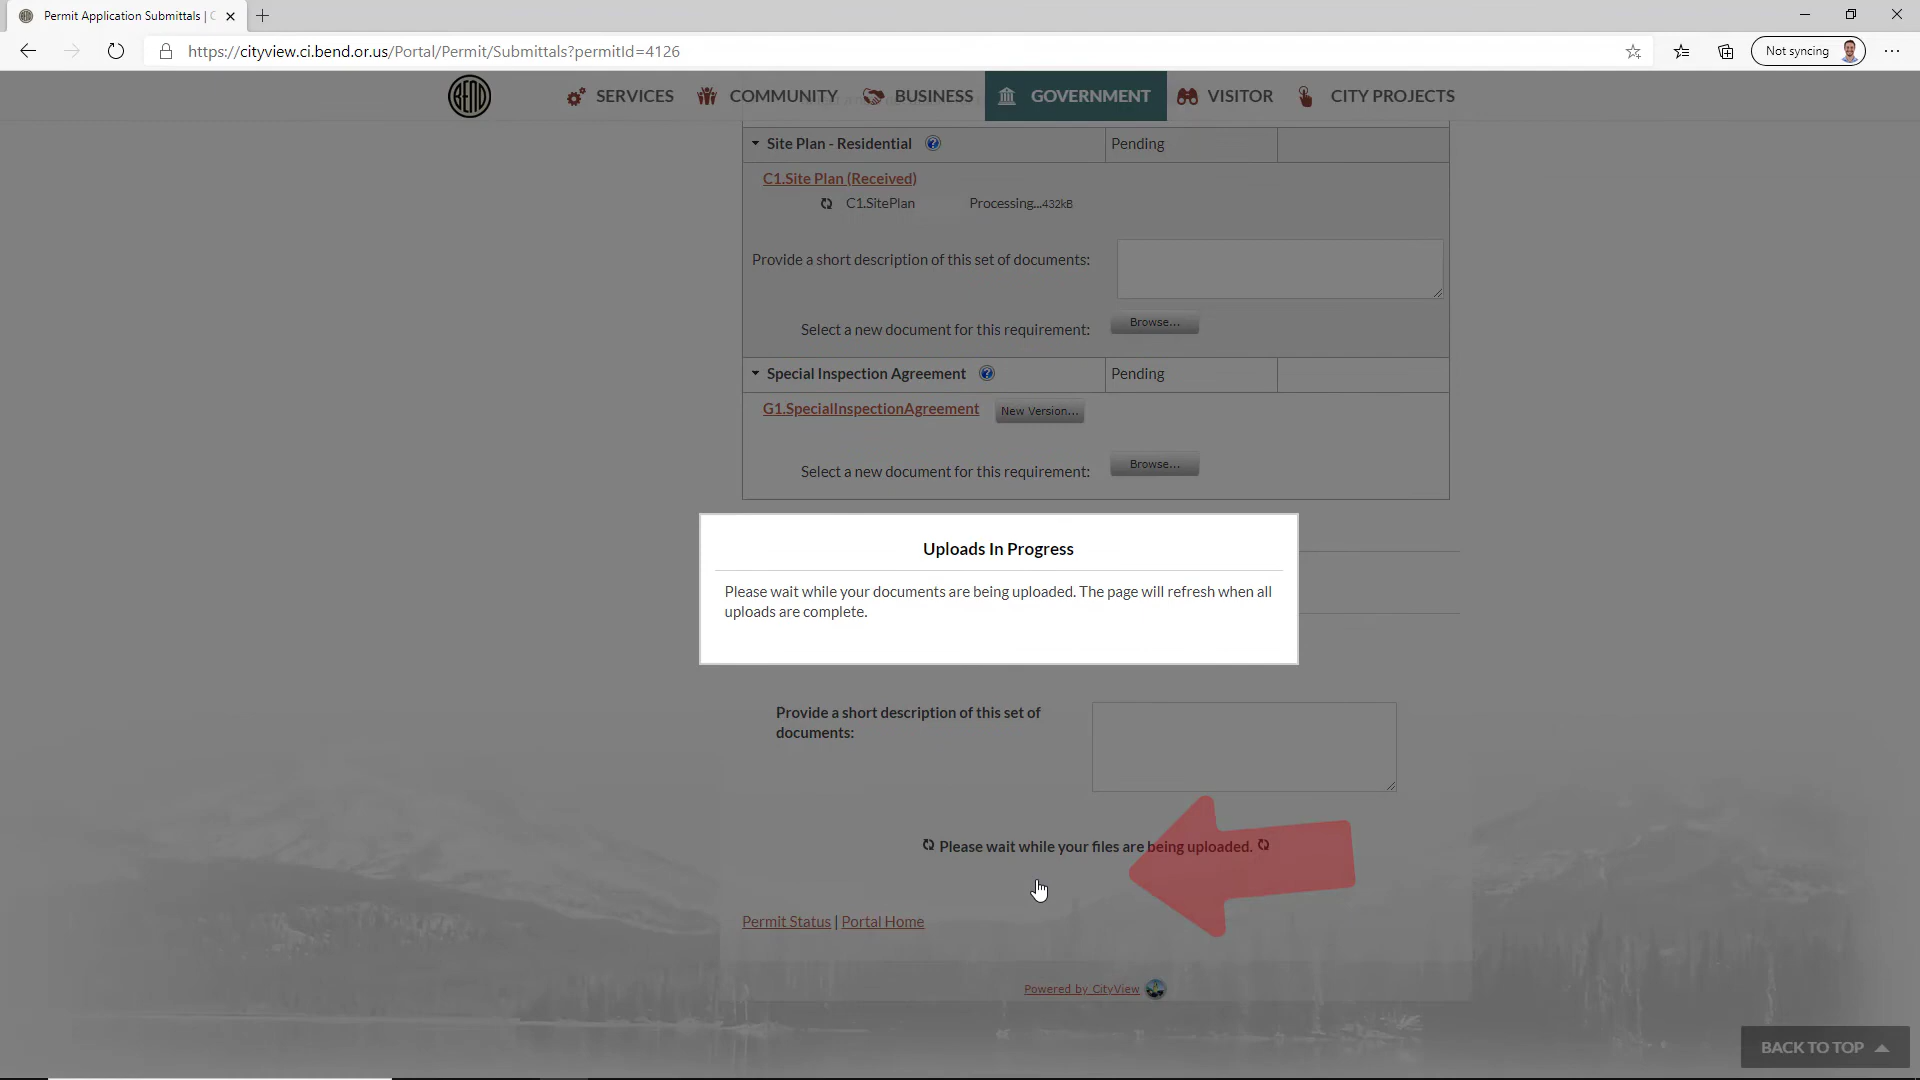 Permit Application Submittals | C
https://cityview.ci.bend.or.us/Portal/Permit/Submittals?permitId=4126
Not syncing
BEND
SERVICES
COMMUNITY
BUSINESS
GOVERNMENT
VISITOR
CITY PROJECTS
Site Plan - Residential
Pending
C1.Site Plan (Received)
C1.SitePlan
Processing...432kB
Provide a short description of this set of documents:
Select a new document for this requirement:
Browse...
Special Inspection Agreement
Pending
G1.SpecialInspectionAgreement
New Version...
Select a new document for this requirement:
Browse...
Uploads In Progress
Please wait while your documents are being uploaded. The page will refresh when all
uploads are complete.
Provide a short description of this set of
documents:
Please wait while your files are being uploaded.
Permit Status | Portal Home
Powered by CityView
BACK TO TOP